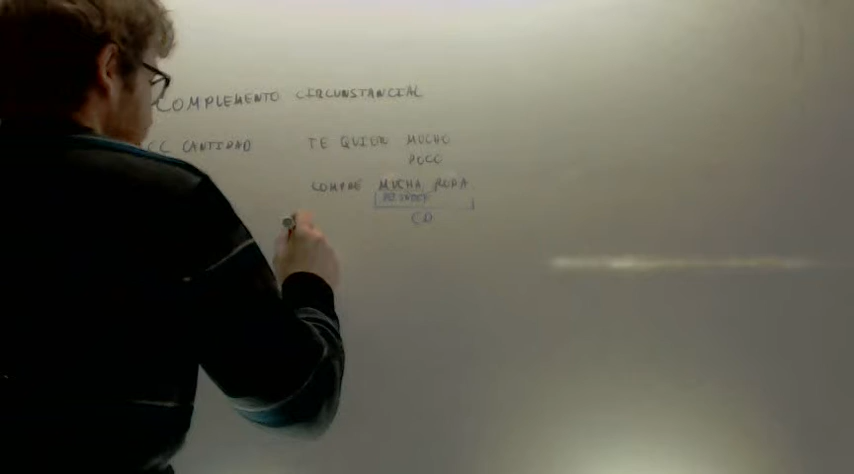 COMPLEMENTO CIRCUNSTANCIAL
CC CANTIDAD TE QUIERO MUCHO
POCO
COMPRÉ MUCHA ROPA
CD